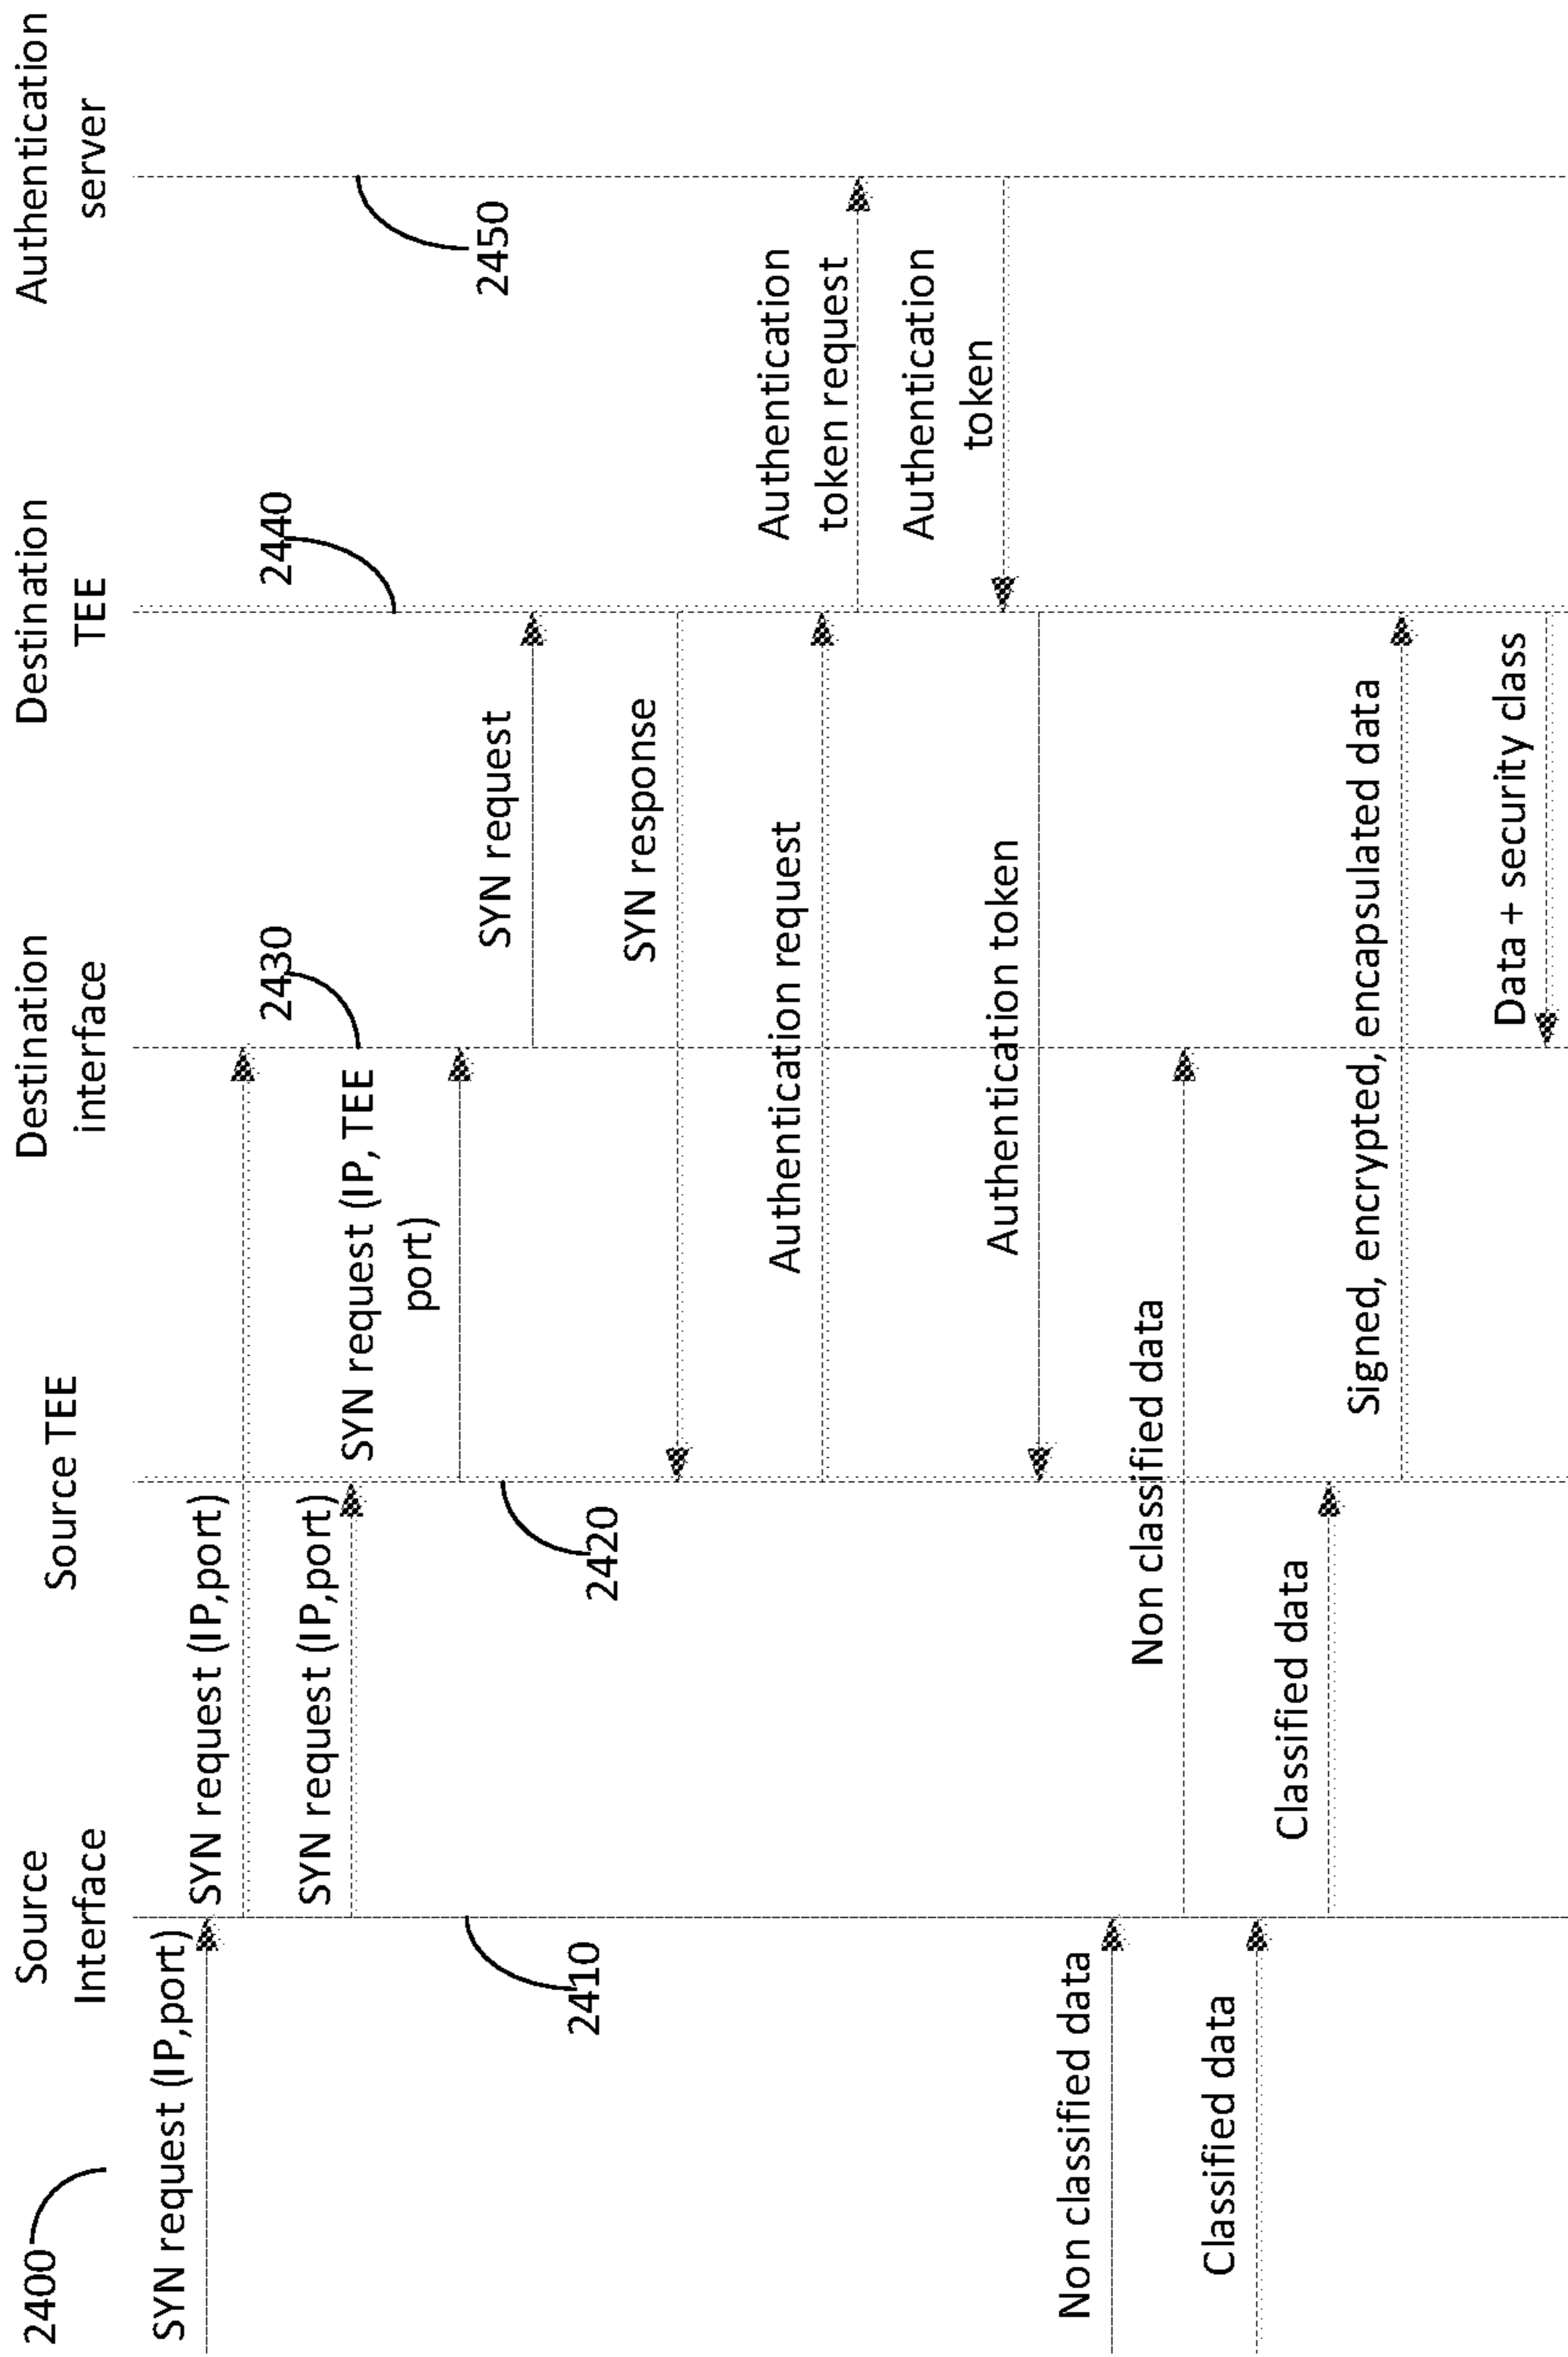 2400
Source
Interface
Source TEE
Destination
interface
Destination
TEE
Authentication
server
SYN request (IP,port)
SYN request (IP,port)
SYN request (IP,port)
SYN request (IP, TEE
port)
2410
2420
2430
2440
2450
SYN request
SYN response
Authentication request
Authentication
token request
Authentication
token
Authentication token
Non classified data
Non classified data
Classified data
Classified data
Signed, encrypted, encapsulated data
Data + security class